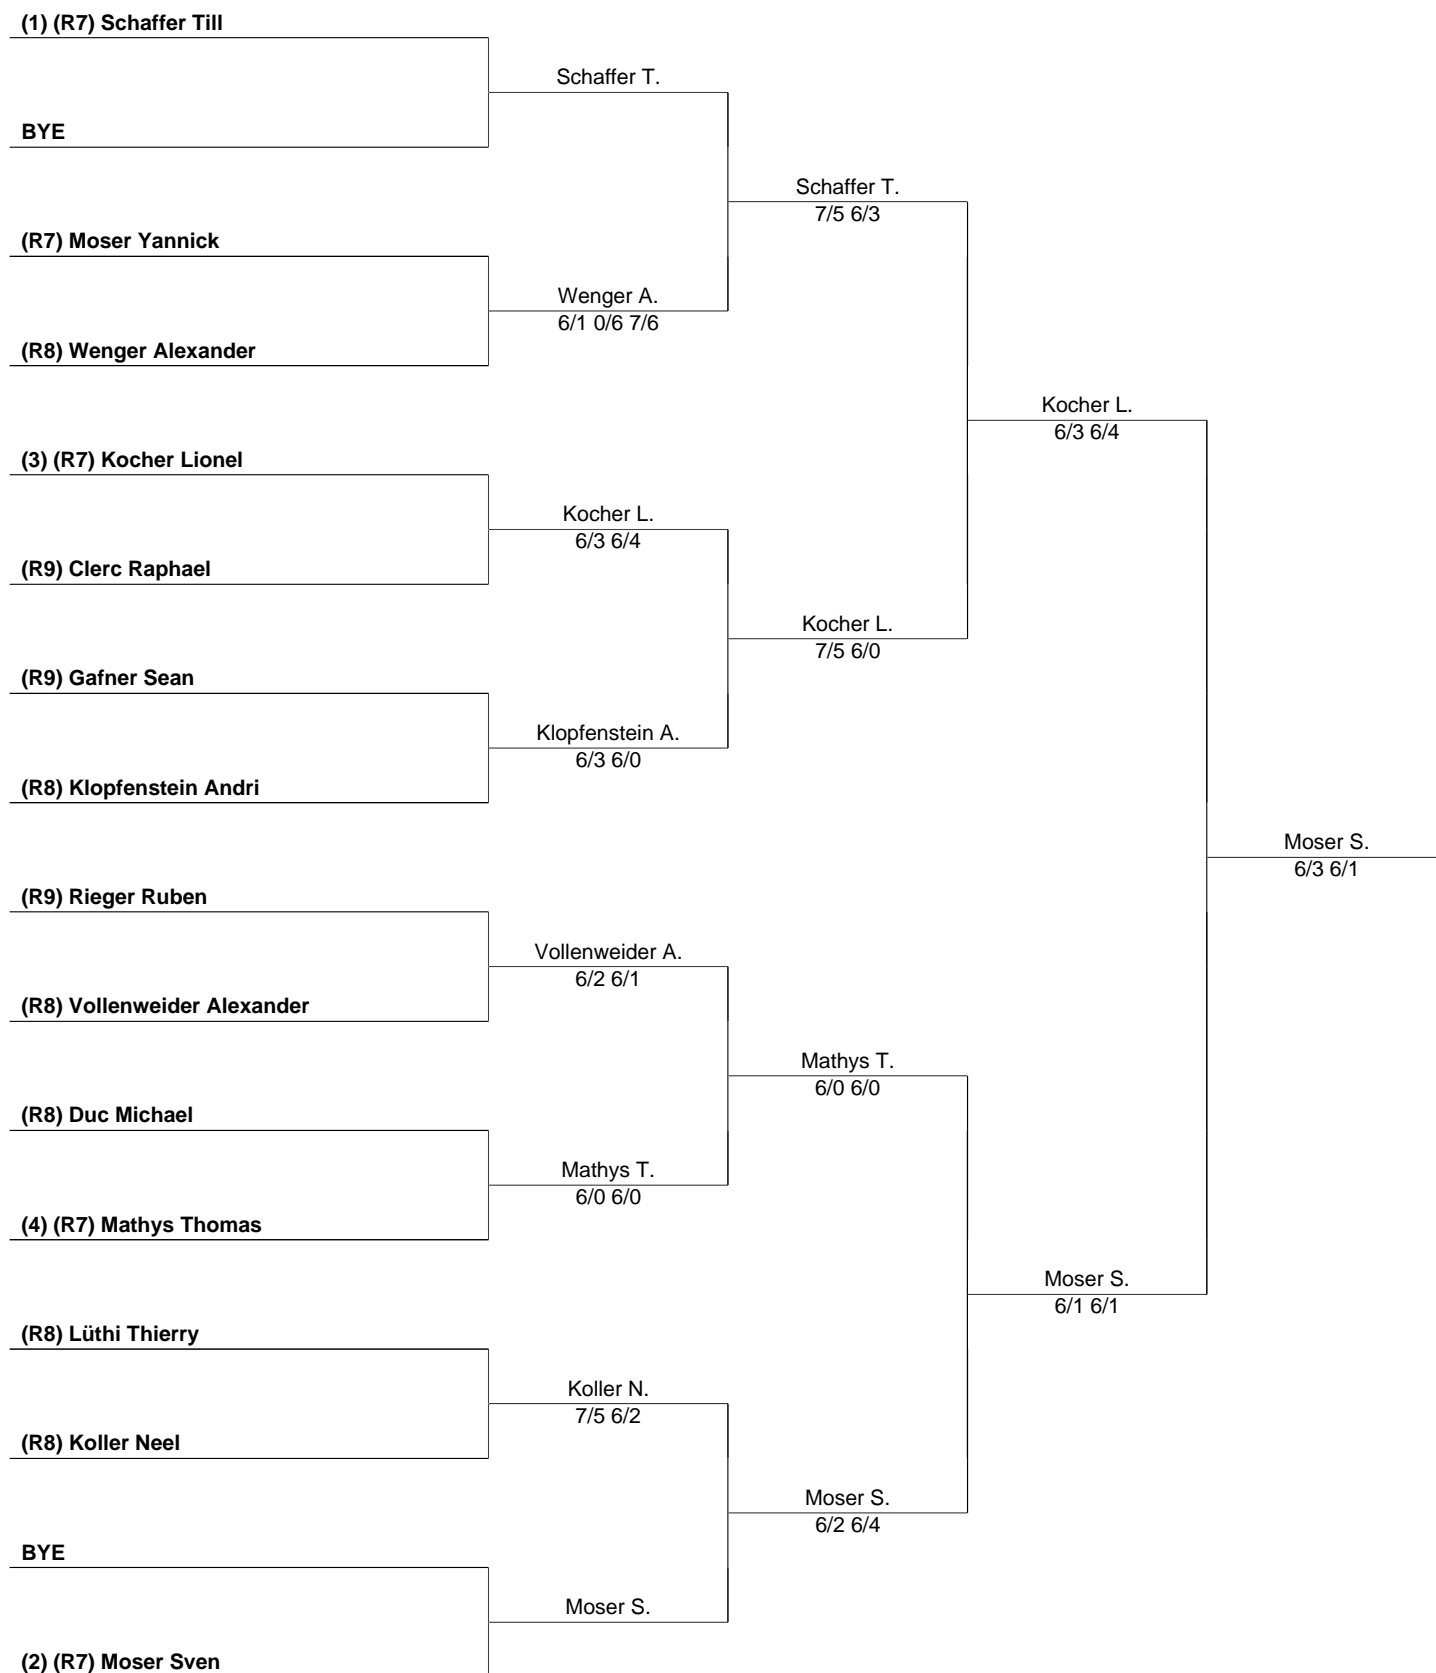 (1) (R7) Schaffer Till
Schaffer T.
BYE
Schaffer T.
7/5 6/3
(R7) Moser Yannick
Wenger A.
6/1 0/6 7/6
(R8) Wenger Alexander
Kocher L.
6/3 6/4
(3) (R7) Kocher Lionel
Kocher L.
6/3 6/4
(R9) Clerc Raphael
Kocher L.
7/5 6/0
(R9) Gafner Sean
Klopfenstein A.
6/3 6/0
(R8) Klopfenstein Andri
Moser S.
6/3 6/1
(R9) Rieger Ruben
Vollenweider A.
6/2 6/1
(R8) Vollenweider Alexander
Mathys T.
6/0 6/0
(R8) Duc Michael
Mathys T.
6/0 6/0
(4) (R7) Mathys Thomas
Moser S.
6/1 6/1
(R8) Lüthi Thierry
Koller N.
7/5 6/2
(R8) Koller Neel
Moser S.
6/2 6/4
BYE
Moser S.
(2) (R7) Moser Sven